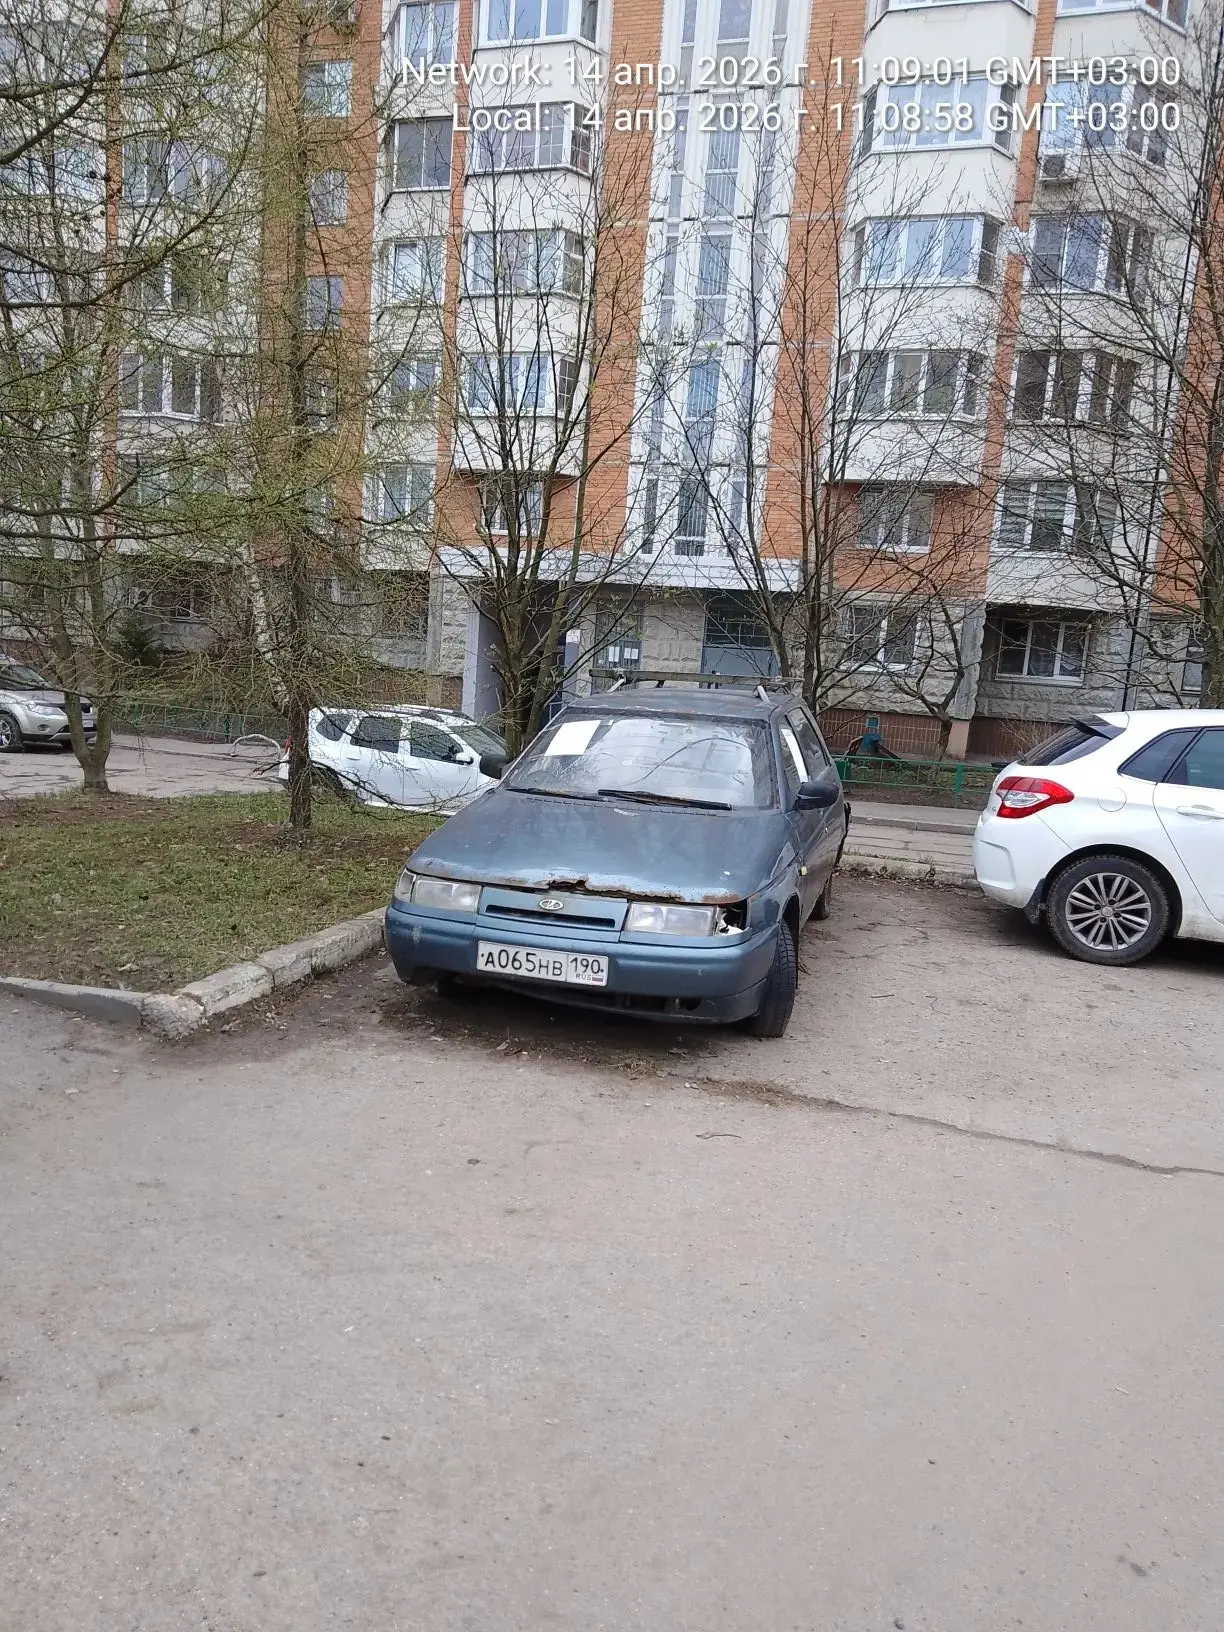 Network: 14 апр. 2026 г. 11:09:01 GMT+03:00
Local: 14 апр. 2026 г. 11:08:58 GMT+03:00
А065НВ 190
RUS